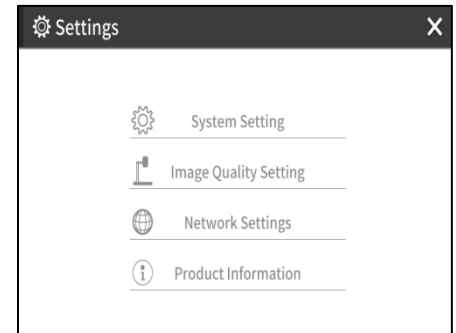 Settings
System Setting
Image Quality Setting
Network Settings
Product Information